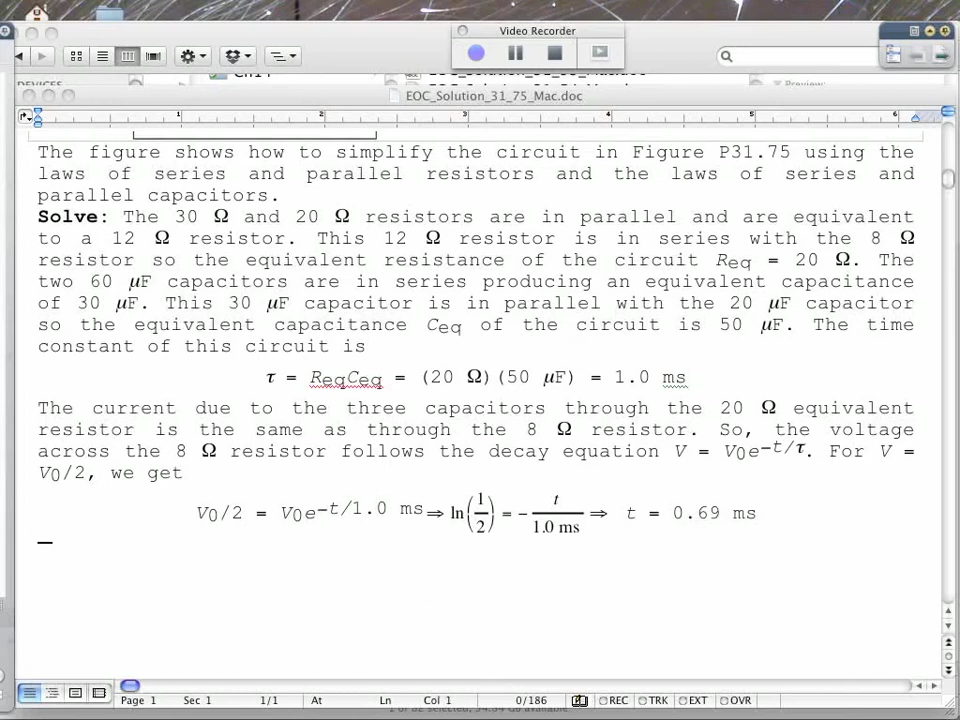 Video Recorder
EOC_Solution_31_75_Mac.doc
1 2 3 4 5 6
The figure shows how to simplify the circuit in Figure P31.75 using the
laws of series and parallel resistors and the laws of series and
parallel capacitors.
Solve: The 30 Ω and 20 Ω resistors are in parallel and are equivalent
to a 12 Ω resistor. This 12 Ω resistor is in series with the 8 Ω
resistor so the equivalent resistance of the circuit Req = 20 Ω. The
two 60 μF capacitors are in series producing an equivalent capacitance
of 30 μF. This 30 μF capacitor is in parallel with the 20 μF capacitor
so the equivalent capacitance Ceq of the circuit is 50 μF. The time
constant of this circuit is
τ = ReqCeq = (20 Ω)(50 μF) = 1.0 ms
The current due to the three capacitors through the 20 Ω equivalent
resistor is the same as through the 8 Ω resistor. So, the voltage
across the 8 Ω resistor follows the decay equation V = V0e−t/τ. For V =
V0/2, we get
V0/2 = V0e−t/1.0 ms ⇒ ln(1/2) = − t/1.0 ms ⇒ t = 0.69 ms
Page 1 Sec 1 1/1 At Ln Col 1 0/186 REC TRK EXT OVR